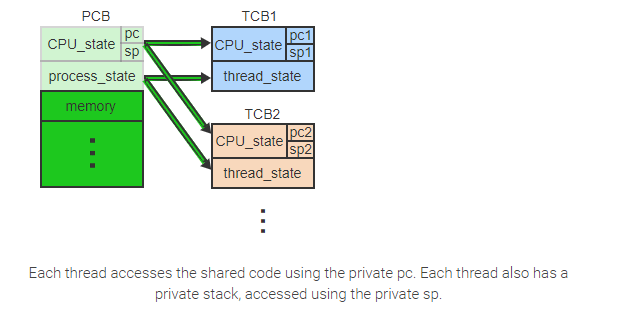 PCB
TCB1
CPU_state
pc
sp
CPU_state
pc1
sp1
process_state
thread_state
memory
TCB2
CPU_state
pc2
sp2
thread_state
Each thread accesses the shared code using the private pc. Each thread also has a
private stack, accessed using the private sp.